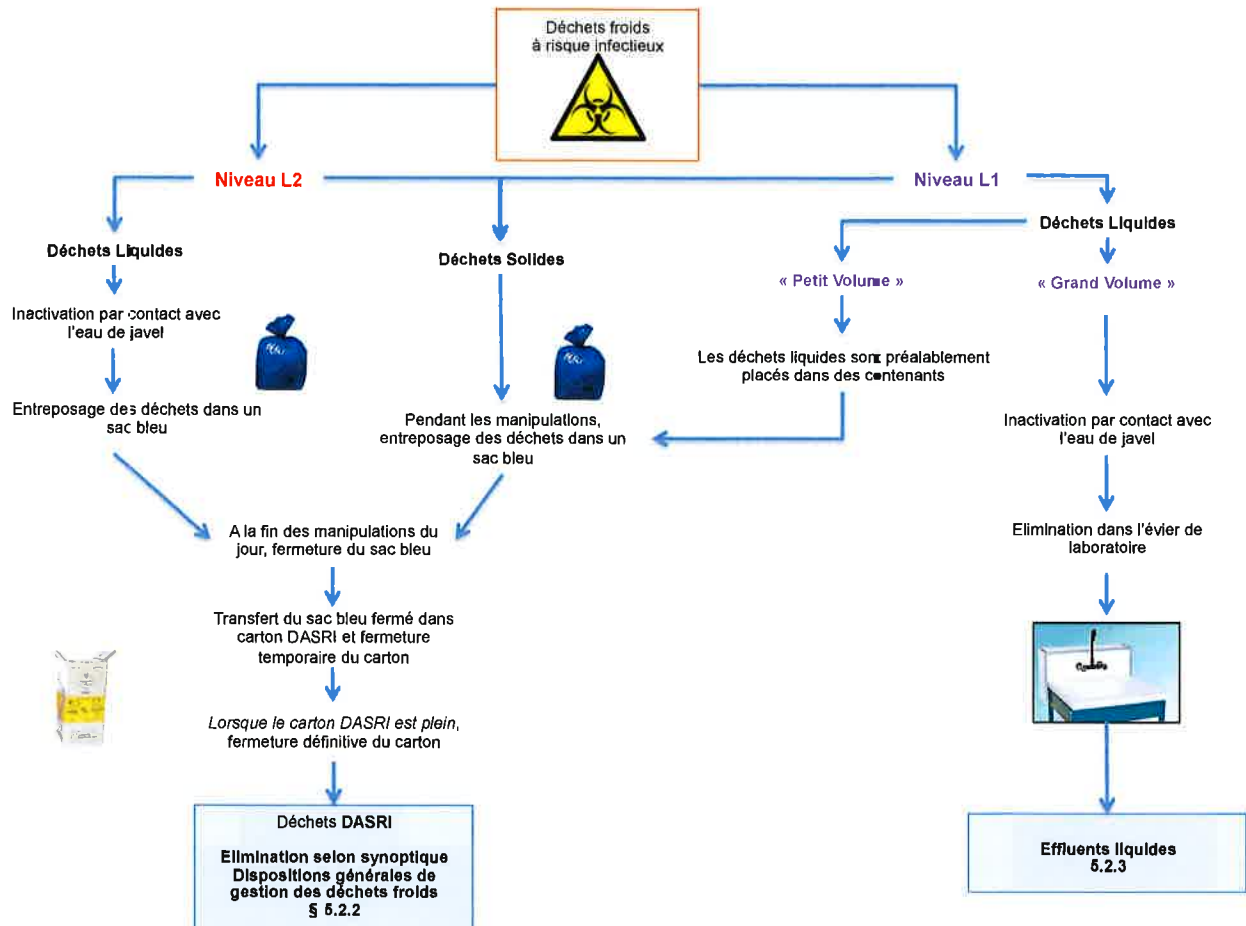 Déchets froids
à risque infectieux
Niveau L2
Niveau L1
Déchets Liquides
Déchets Solides
Déchets Liquides
« Petit Volume »
« Grand Volume »
Inactivation par contact avec
l'eau de javel
Les déchets liquides sont préalablement
placés dans des contenants
Entreposage des déchets dans un
sac bleu
Pendant les manipulations,
entreposage des déchets dans un
sac bleu
Inactivation par contact avec
l'eau de javel
A la fin des manipulations du
jour, fermeture du sac bleu
Elimination dans l'évier de
laboratoire
Transfert du sac bleu fermé dans
carton DASRI et fermeture
temporaire du carton
Lorsque le carton DASRI est plein,
fermeture définitive du carton
Déchets DASRI
Elimination selon synoptique
Dispositions générales de
gestion des déchets froids
§ 5.2.2
Effluents liquides
5.2.3